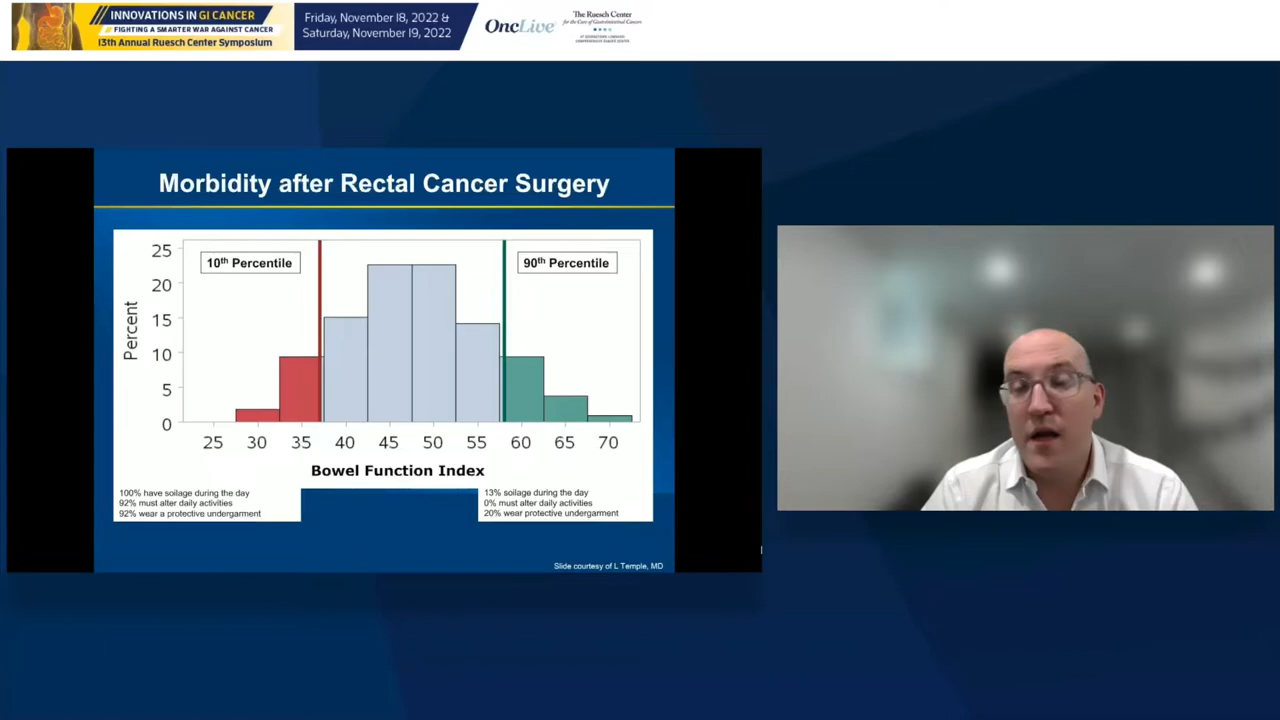 INNOVATIONS IN GI CANCER
FIGHTING A SMARTER WAR AGAINST CANCER
13th Annual Ruesch Center Symposium
Friday, November 18, 2022 &
Saturday, November 19, 2022
OncLive
The Ruesch Center
for the Cure of Gastrointestinal Cancers
Morbidity after Rectal Cancer Surgery
10th Percentile
90th Percentile
Percent
25
20
15
10
5
0
25 30 35 40 45 50 55 60 65 70
Bowel Function Index
100% have soilage during the day
92% must alter daily activities
92% wear a protective undergarment
13% soilage during the day
0% must alter daily activities
20% wear protective undergarment
Slide courtesy of L Temple, MD